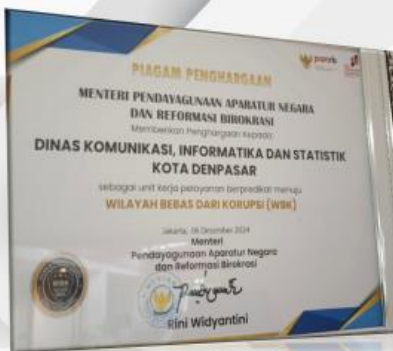 panrb
PIAGAM PENGHARGAAN
MENTERI PENDAYAGUNAAN APARATUR NEGARA
DAN REFORMASI BIROKRASI
Memberikan Penghargaan Kepada:
DINAS KOMUNIKASI, INFORMATIKA DAN STATISTIK
KOTA DENPASAR
sebagai unit kerja pelayanan berpredikat menuju
WILAYAH BEBAS DARI KORUPSI (WBK)
Jakarta, 06 Desember 2024
Menteri
Pendayagunaan Aparatur Negara
dan Reformasi Birokrasi
Rini Widyantini